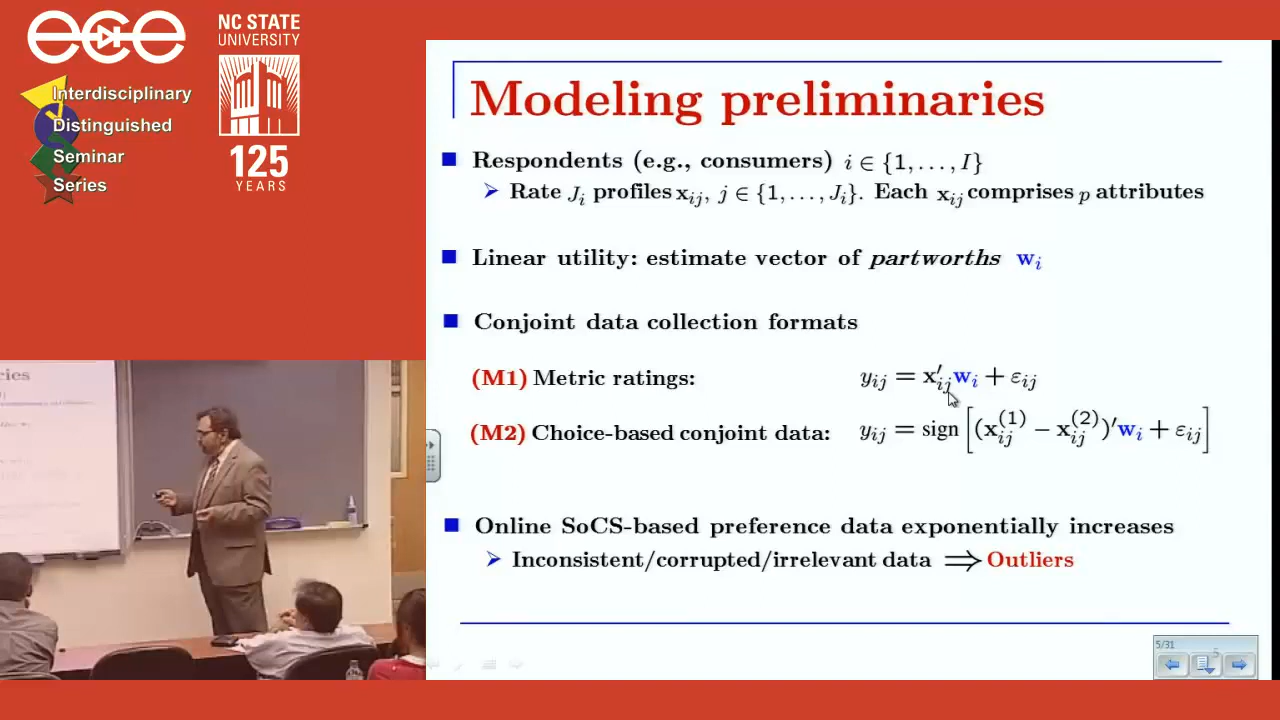 ece
NC STATE
UNIVERSITY
125
YEARS
Interdisciplinary
Distinguished
Seminar
Series
Modeling preliminaries
Respondents (e.g., consumers) i ∈ {1, . . . , I}
Rate J_i profiles x_ij, j ∈ {1, . . . , J_i}. Each x_ij comprises p attributes
Linear utility: estimate vector of partworths w_i
Conjoint data collection formats
(M1) Metric ratings: y_ij = x′_ij w_i + ε_ij
(M2) Choice-based conjoint data: y_ij = sign [(x_ij^(1) − x_ij^(2))′ w_i + ε_ij]
Online SoCS-based preference data exponentially increases
Inconsistent/corrupted/irrelevant data ⟹ Outliers
5/31
5